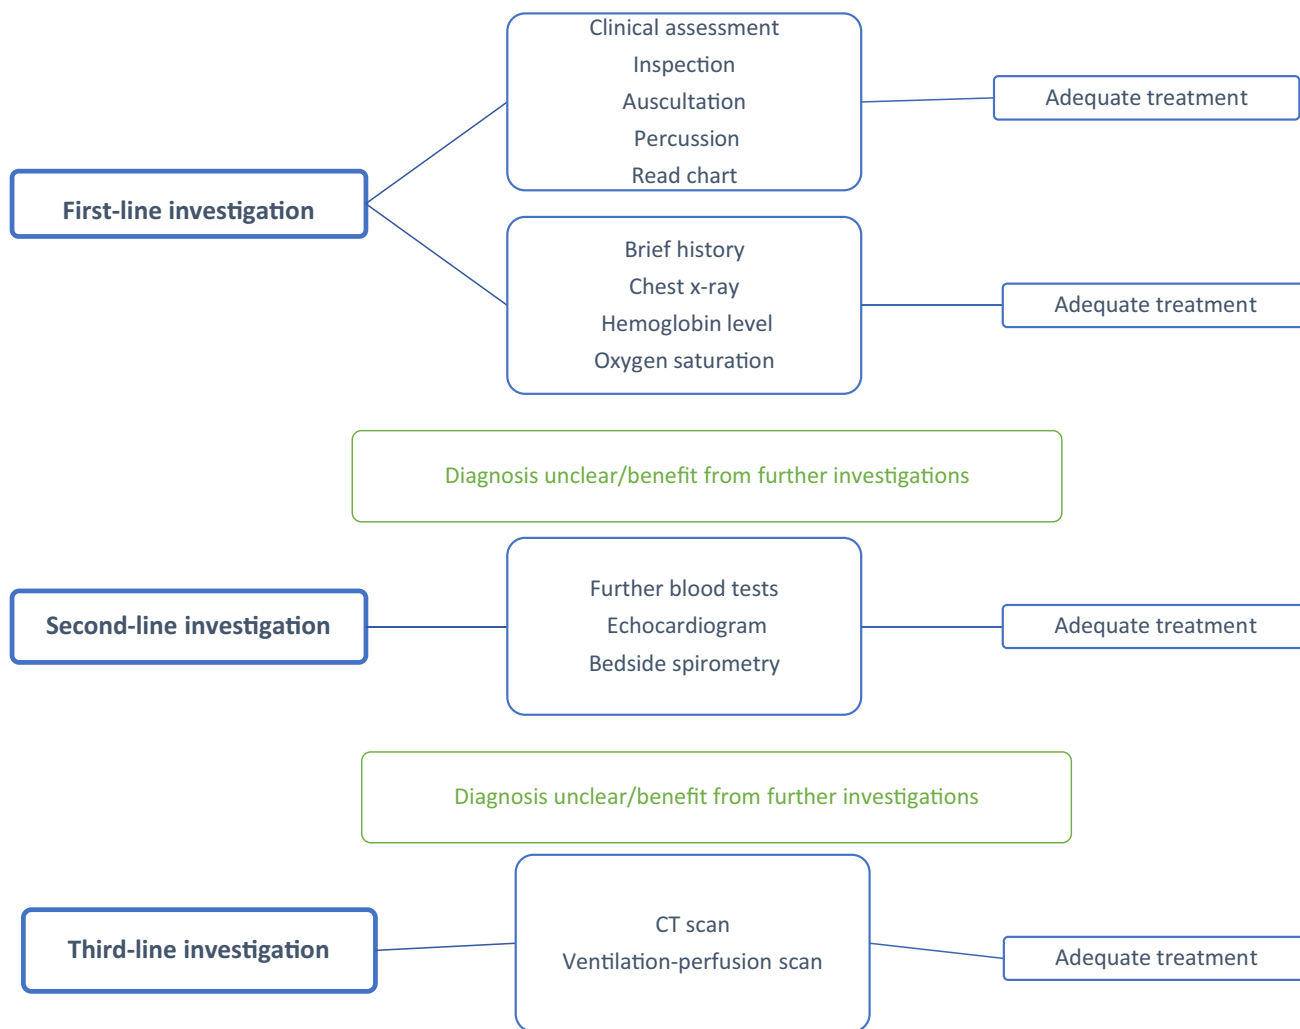 Clinical assessment
Inspection
Auscultation
Percussion
Read chart
Adequate treatment
First-line investigation
Brief history
Chest x-ray
Hemoglobin level
Oxygen saturation
Adequate treatment
Diagnosis unclear/benefit from further investigations
Second-line investigation
Further blood tests
Echocardiogram
Bedside spirometry
Adequate treatment
Diagnosis unclear/benefit from further investigations
Third-line investigation
CT scan
Ventilation-perfusion scan
Adequate treatment